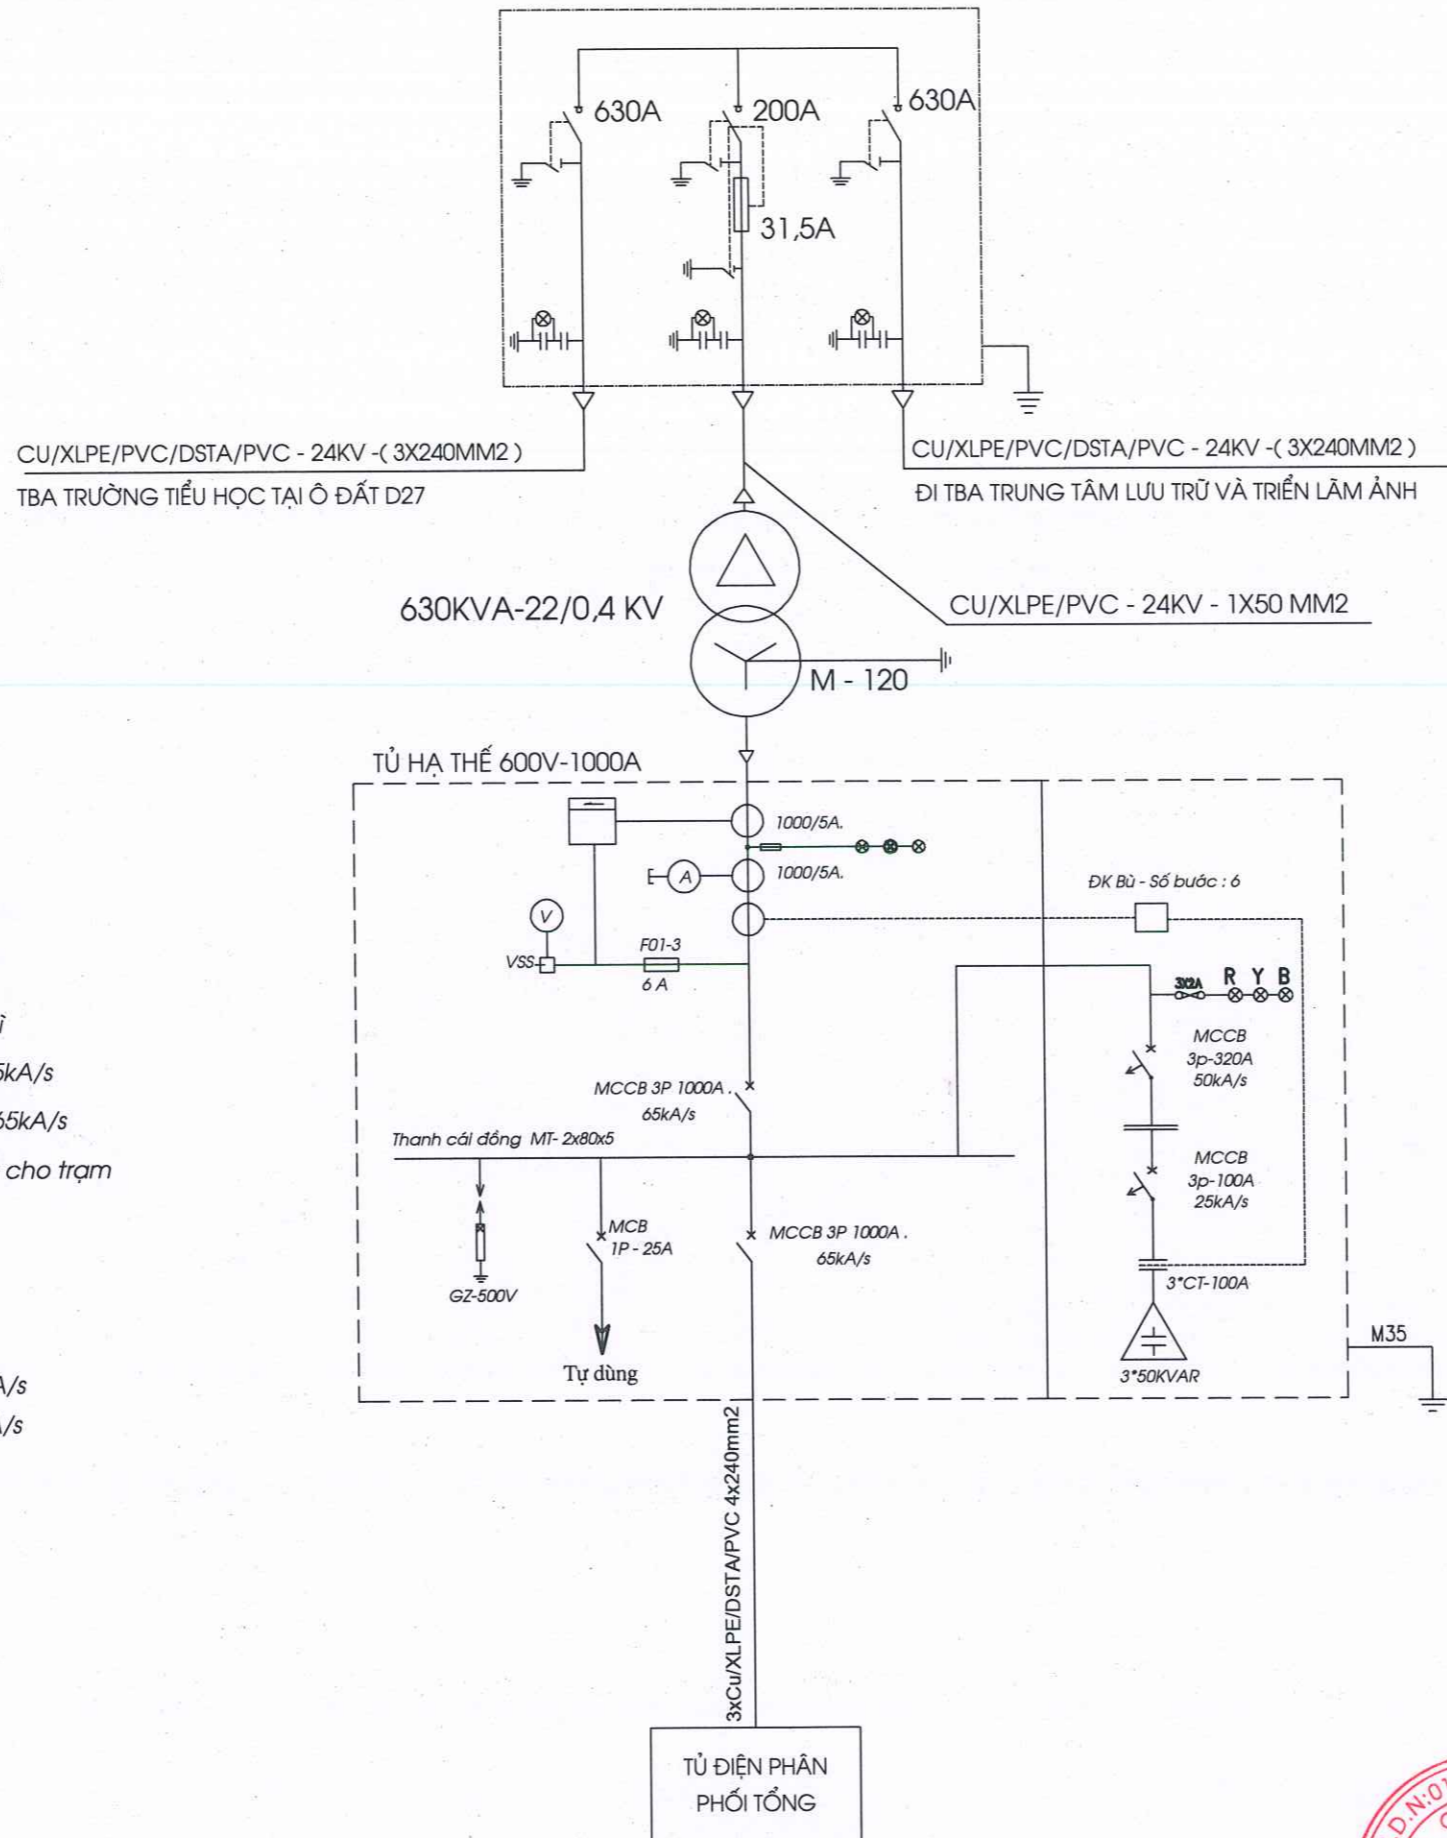 630A
200A
630A
31,5A
CU/XLPE/PVC/DSTA/PVC - 24KV -( 3X240MM2 )
TBA TRƯỜNG TIỂU HỌC TẠI Ô ĐẤT D27
CU/XLPE/PVC/DSTA/PVC - 24KV -( 3X240MM2 )
ĐI TBA TRUNG TÂM LƯU TRỮ VÀ TRIỂN LÃM ẢNH
630KVA-22/0,4 KV
CU/XLPE/PVC - 24KV - 1X50 MM2
M - 120
TỦ HẠ THẾ 600V-1000A
1000/5A.
A
1000/5A.
ĐK Bù - Số bước : 6
V
VSS
F01-3
6 A
3X2A
R Y B
MCCB
3p-320A
50kA/s
MCCB 3P 1000A .
65kA/s
Thanh cái đồng MT- 2x80x5
MCCB
3p-100A
25kA/s
MCB
1P - 25A
MCCB 3P 1000A .
65kA/s
GZ-500V
3*CT-100A
Tự dùng
3*50KVAR
M35
5kA/s
65kA/s
cho trạm
A/s
A/s
3xCu/XLPE/DSTA/PVC 4x240mm2
TỦ ĐIỆN PHÂN
PHỐI TỔNG
D.N:01